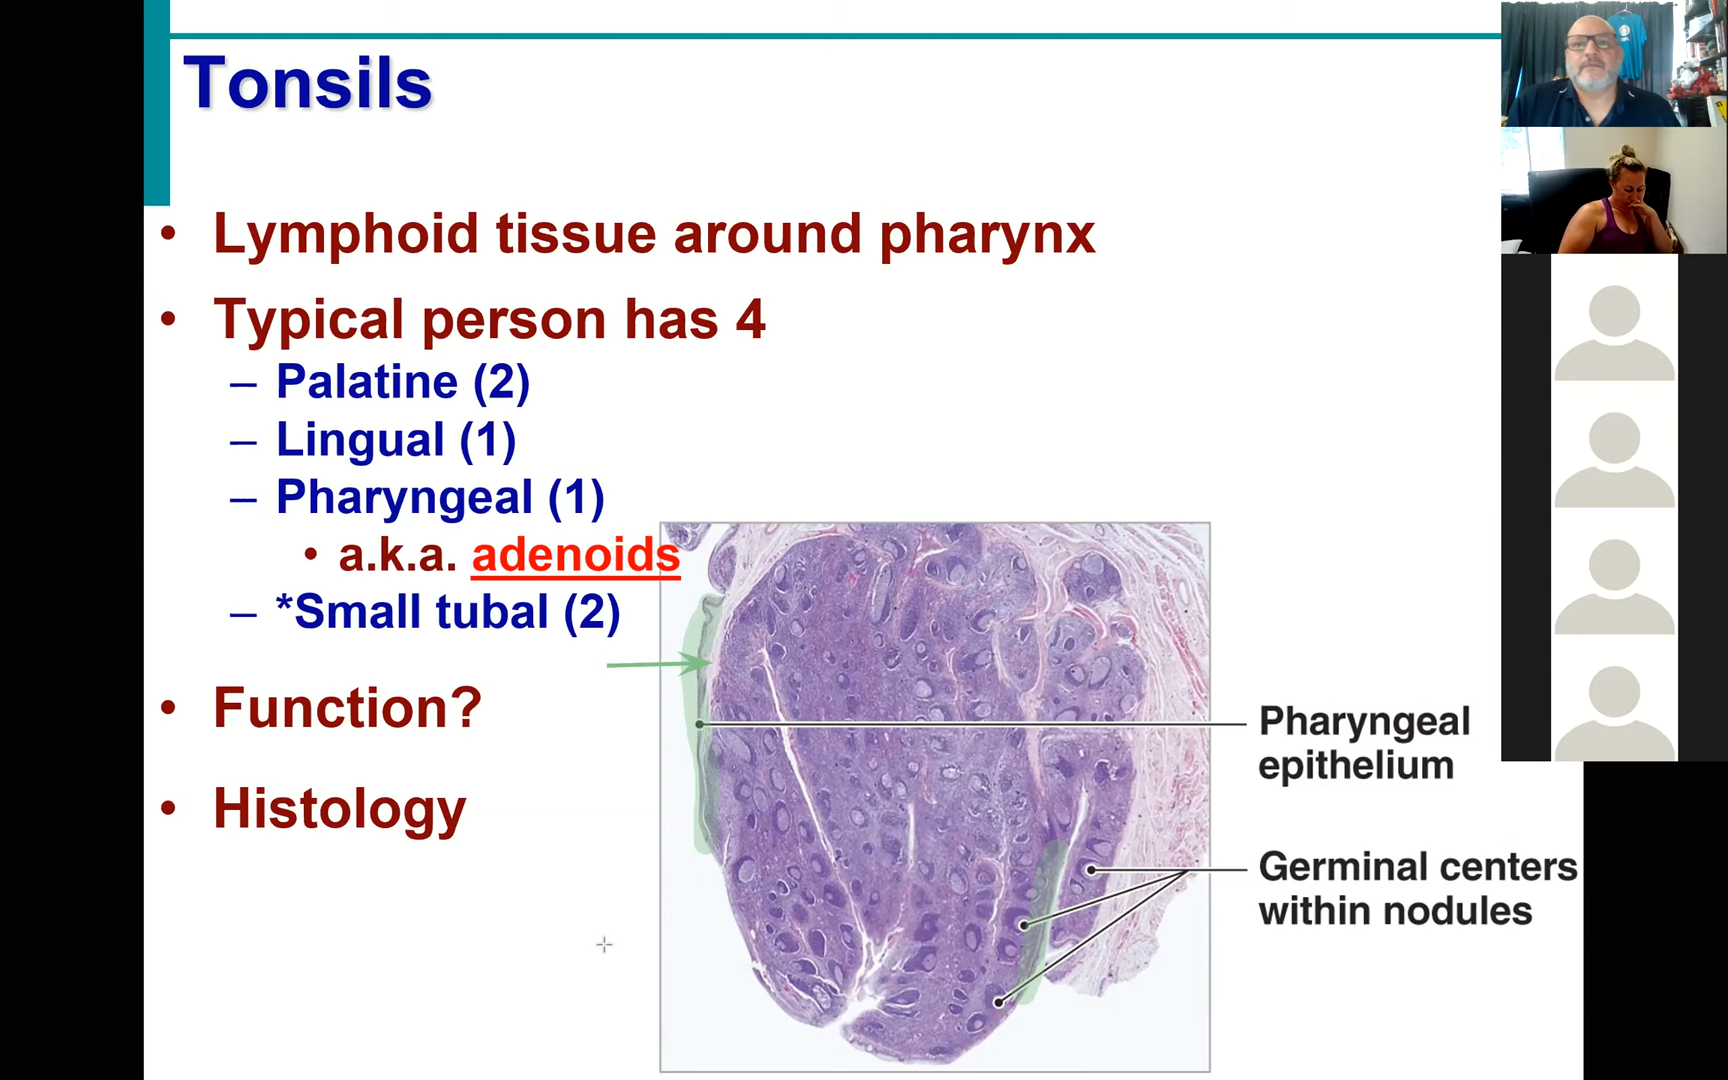 Tonsils
• Lymphoid tissue around pharynx
• Typical person has 4
– Palatine (2)
– Lingual (1)
– Pharyngeal (1)
• a.k.a. adenoids
– *Small tubal (2)
• Function?
• Histology
Pharyngeal
epithelium
Germinal centers
within nodules